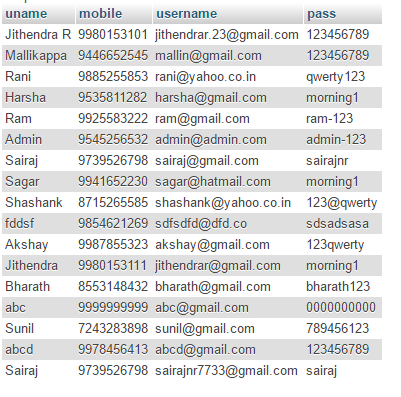 uname mobile username pass
Jithendra R 9980153101 jithendrar.23@gmail.com 123456789
Mallikappa 9446652545 mallin@gmail.com 123456789
Rani 9885255853 rani@yahoo.co.in qwerty123
Harsha 9535811282 harsha@gmail.com morning1
Ram 9925583222 ram@gmail.com ram-123
Admin 9545256532 admin@admin.com admin-123
Sairaj 9739526798 sairaj@gmail.com sairajnr
Sagar 9941652230 sagar@hatmail.com morning1
Shashank 8715265585 shashank@yahoo.co.in 123@qwerty
fddsf 9854621269 sdfsdfd@dfd.co sdsadsasa
Akshay 9987855323 akshay@gmail.com 123qwerty
Jithendra 9980153111 jithendrar@gmail.com morning1
Bharath 8553148432 bharath@gmail.com bharath123
abc 9999999999 abc@gmail.com 0000000000
Sunil 7243283898 sunil@gmail.com 789456123
abcd 9978456413 abcd@gmail.com 123456789
Sairaj 9739526798 sairajnr7733@gmail.com sairaj